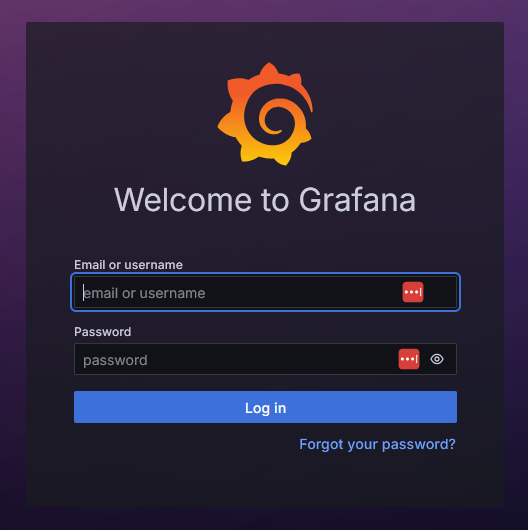 Welcome to Grafana
Email or username
email or username
Password
password
Log in
Forgot your password?